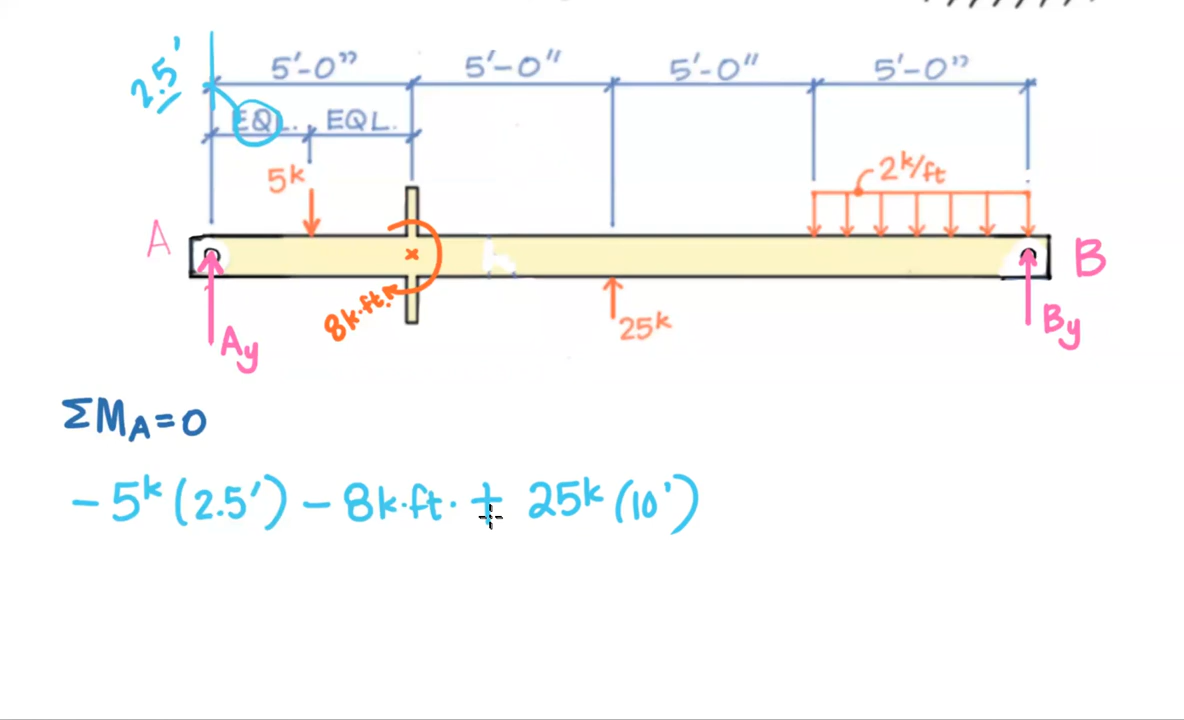 2.5'
5'-0" 5'-0" 5'-0" 5'-0"
EQL. EQL.
5k
2k/ft
A
B
8k·ft.
25k
Ay
By
ΣMA=0
- 5k (2.5') - 8k·ft. + 25k (10')